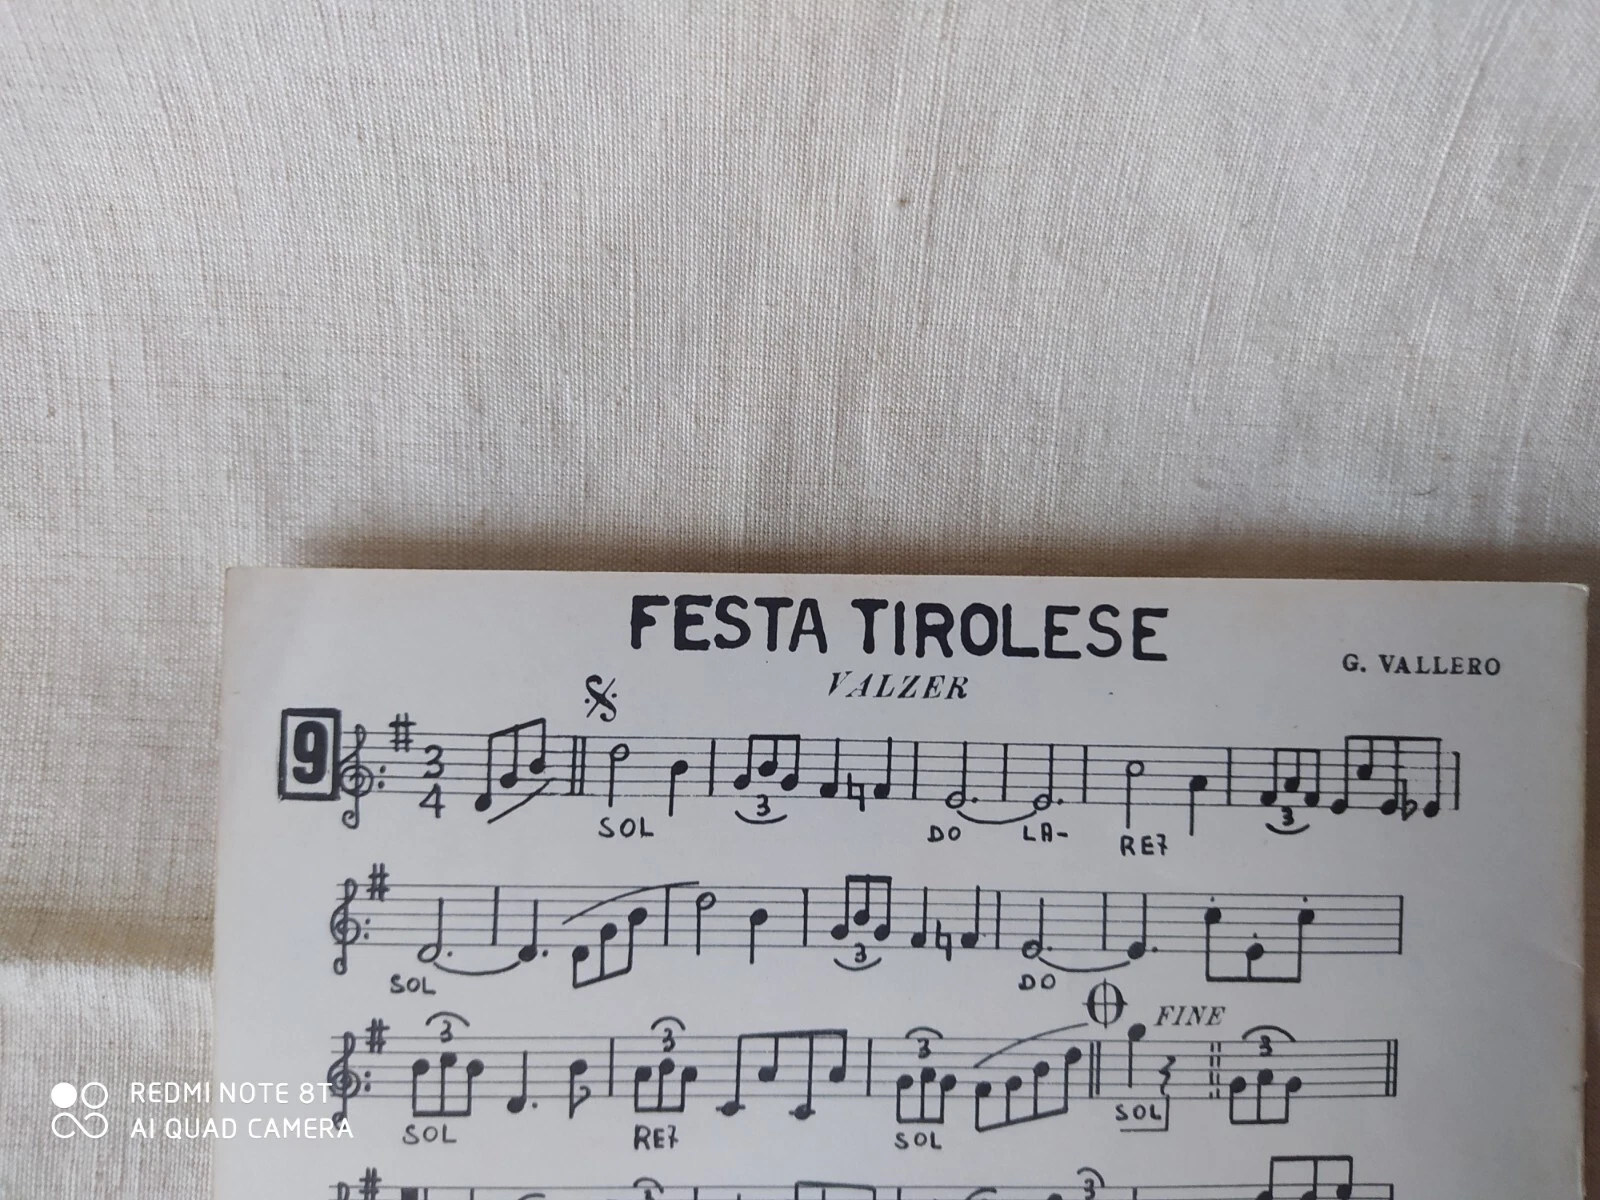 FESTA TIROLESE
G. VALLERO
VALZER
9
3
4
3
3
SOL
DO
LA-
RE7
3
SOL
DO
FINE
3
3
3
3
SOL
RE7
SOL
SOL
3
REDMI NOTE 8T
AI QUAD CAMERA